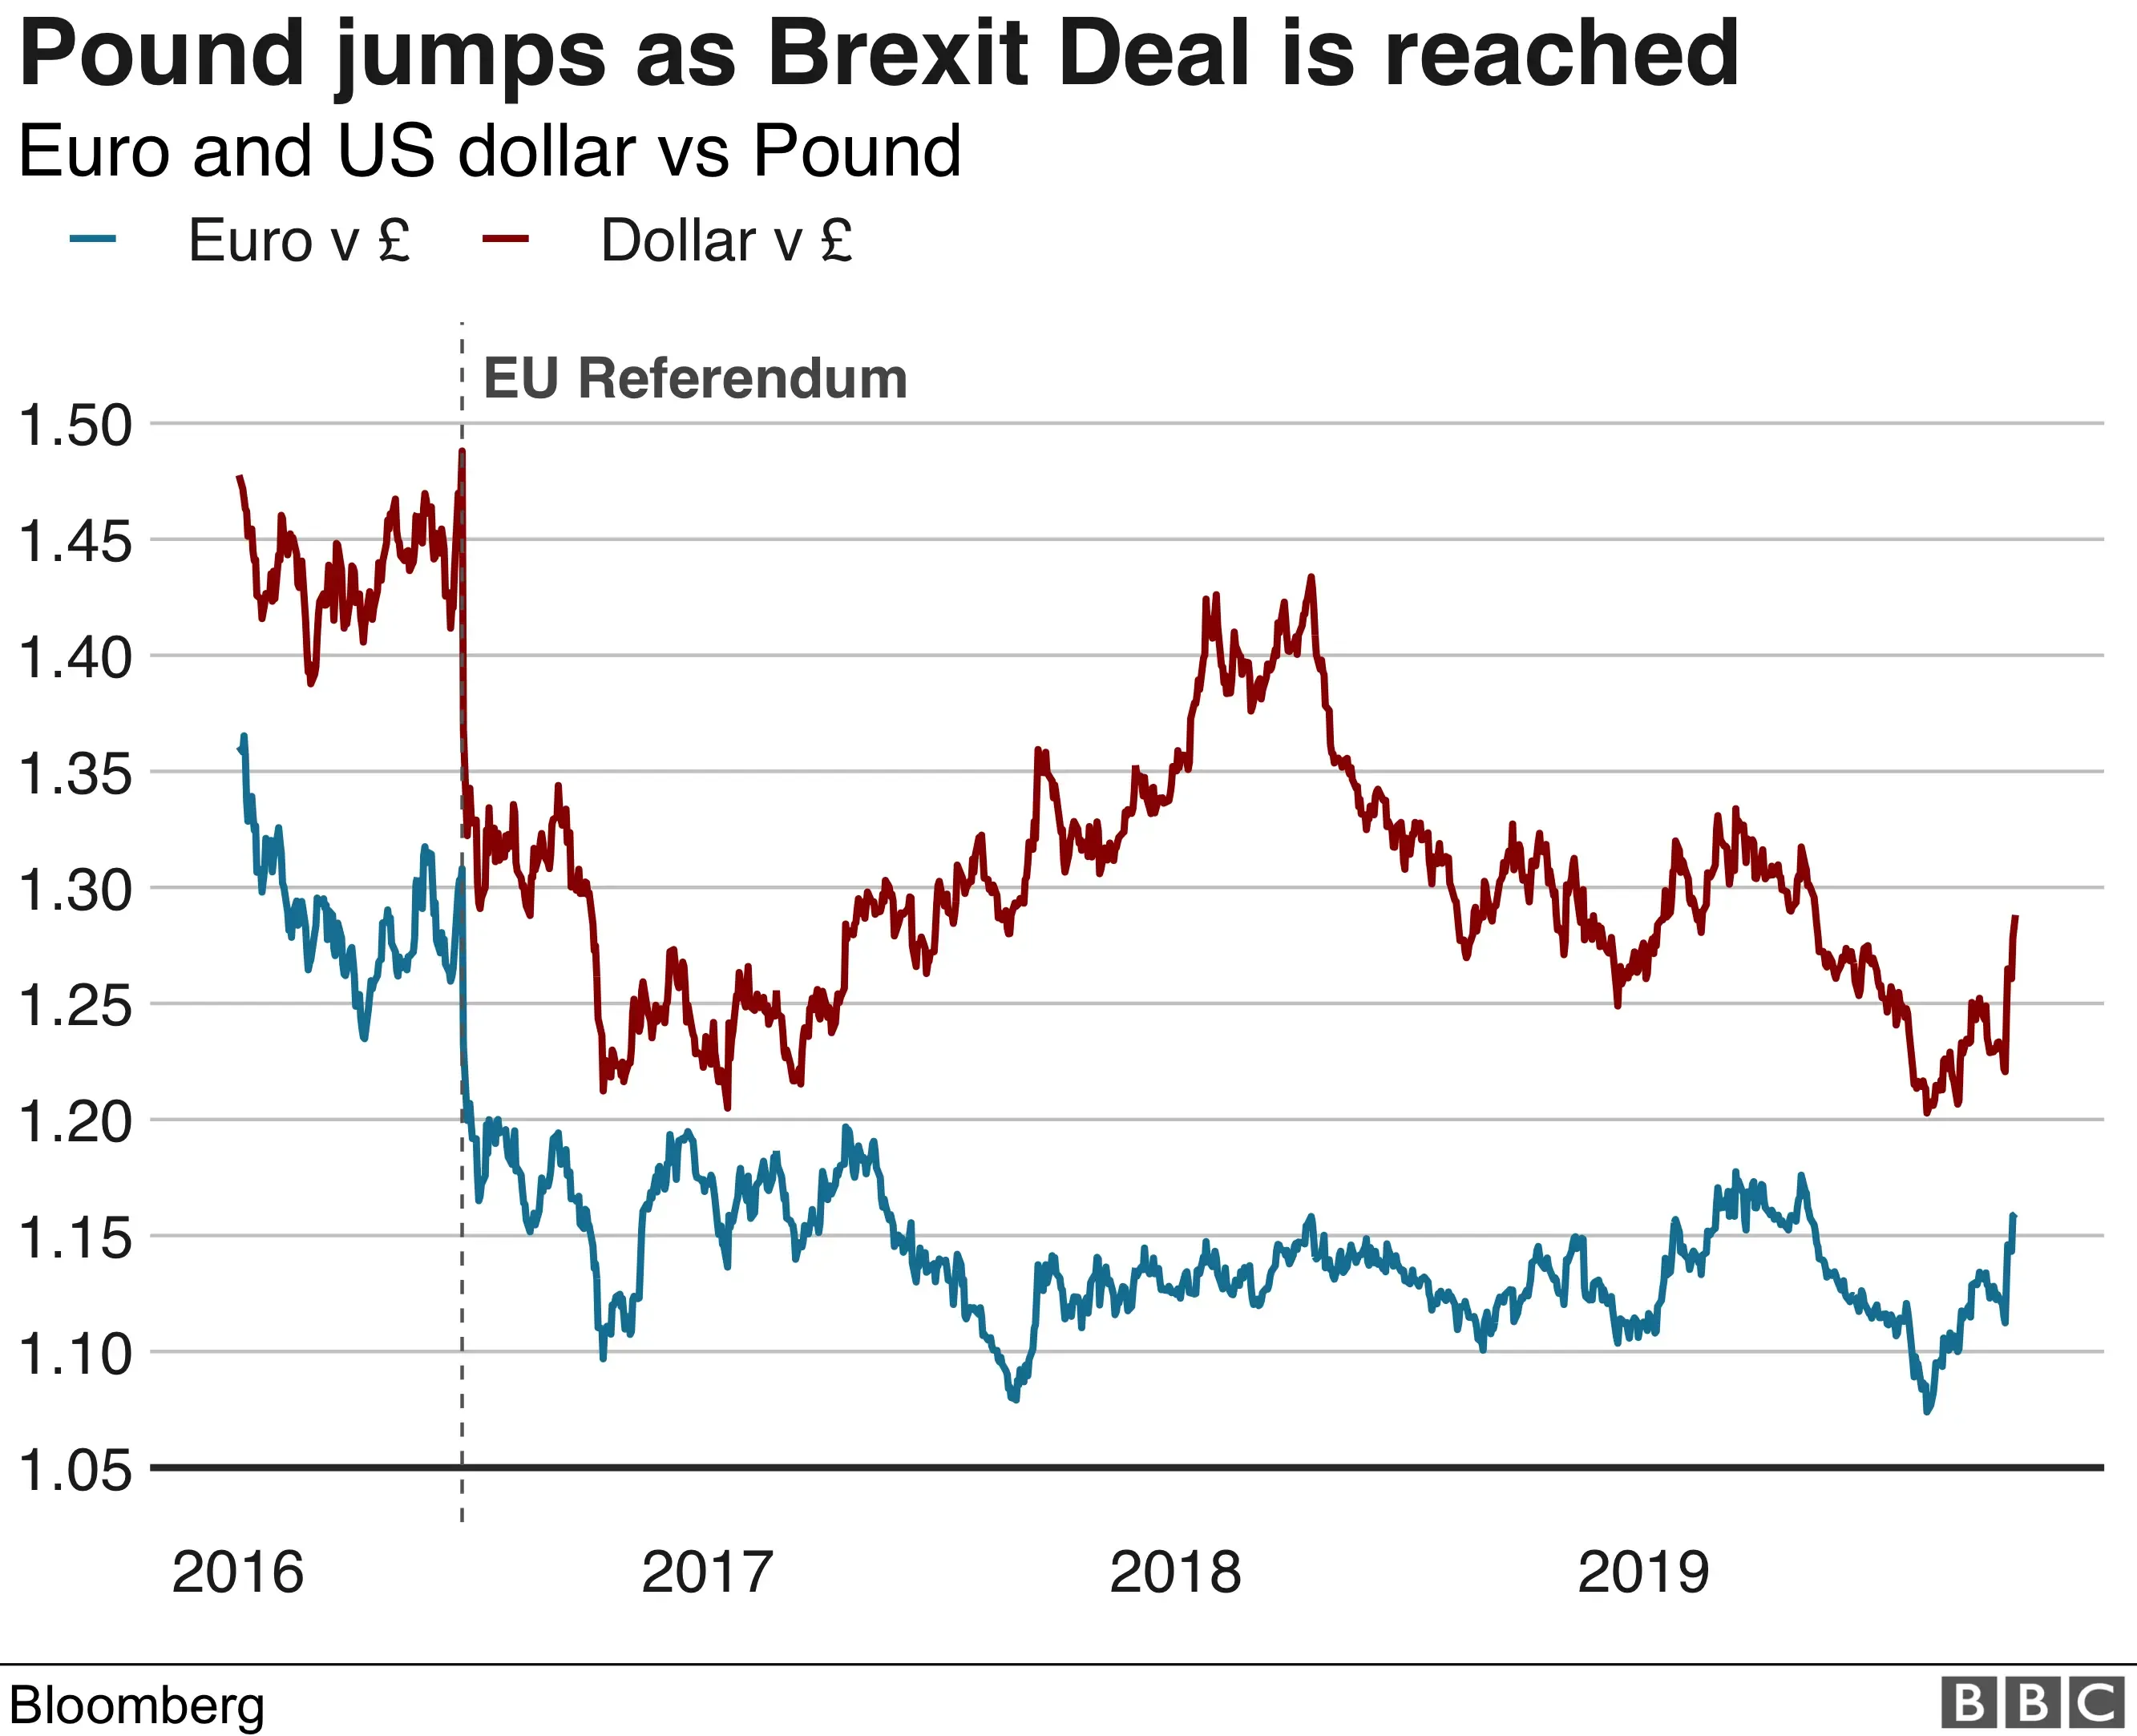 Pound jumps as Brexit Deal is reached
Euro and US dollar vs Pound
Euro v £ Dollar v £
EU Referendum
1.50
1.45
1.40
1.35
1.30
1.25
1.20
1.15
1.10
1.05
2016 2017 2018 2019
Bloomberg BBC